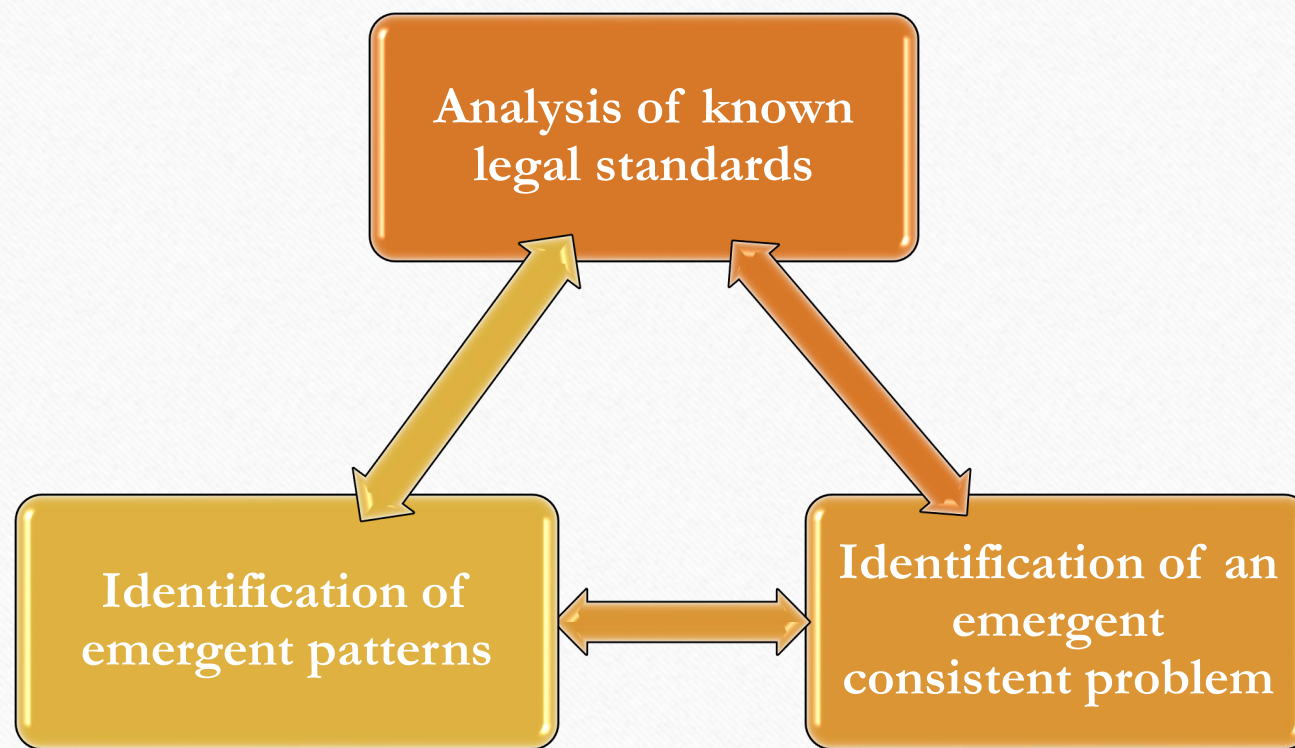 Analysis of known
legal standards
Identification of
emergent patterns
Identification of an
emergent
consistent problem